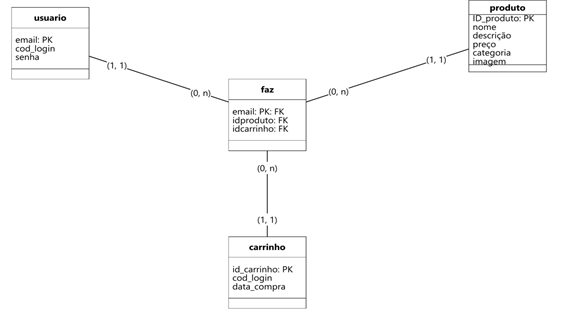 usuario
email: PK
cod_login
senha
(1, 1)
(0, n)
produto
ID_produto: PK
nome
descrição
preço
categoria
imagem
(1, 1)
(0, n)
faz
email: PK: FK
idproduto: FK
idcarrinho: FK
(0, n)
(1, 1)
carrinho
id_carrinho: PK
cod_login
data_compra